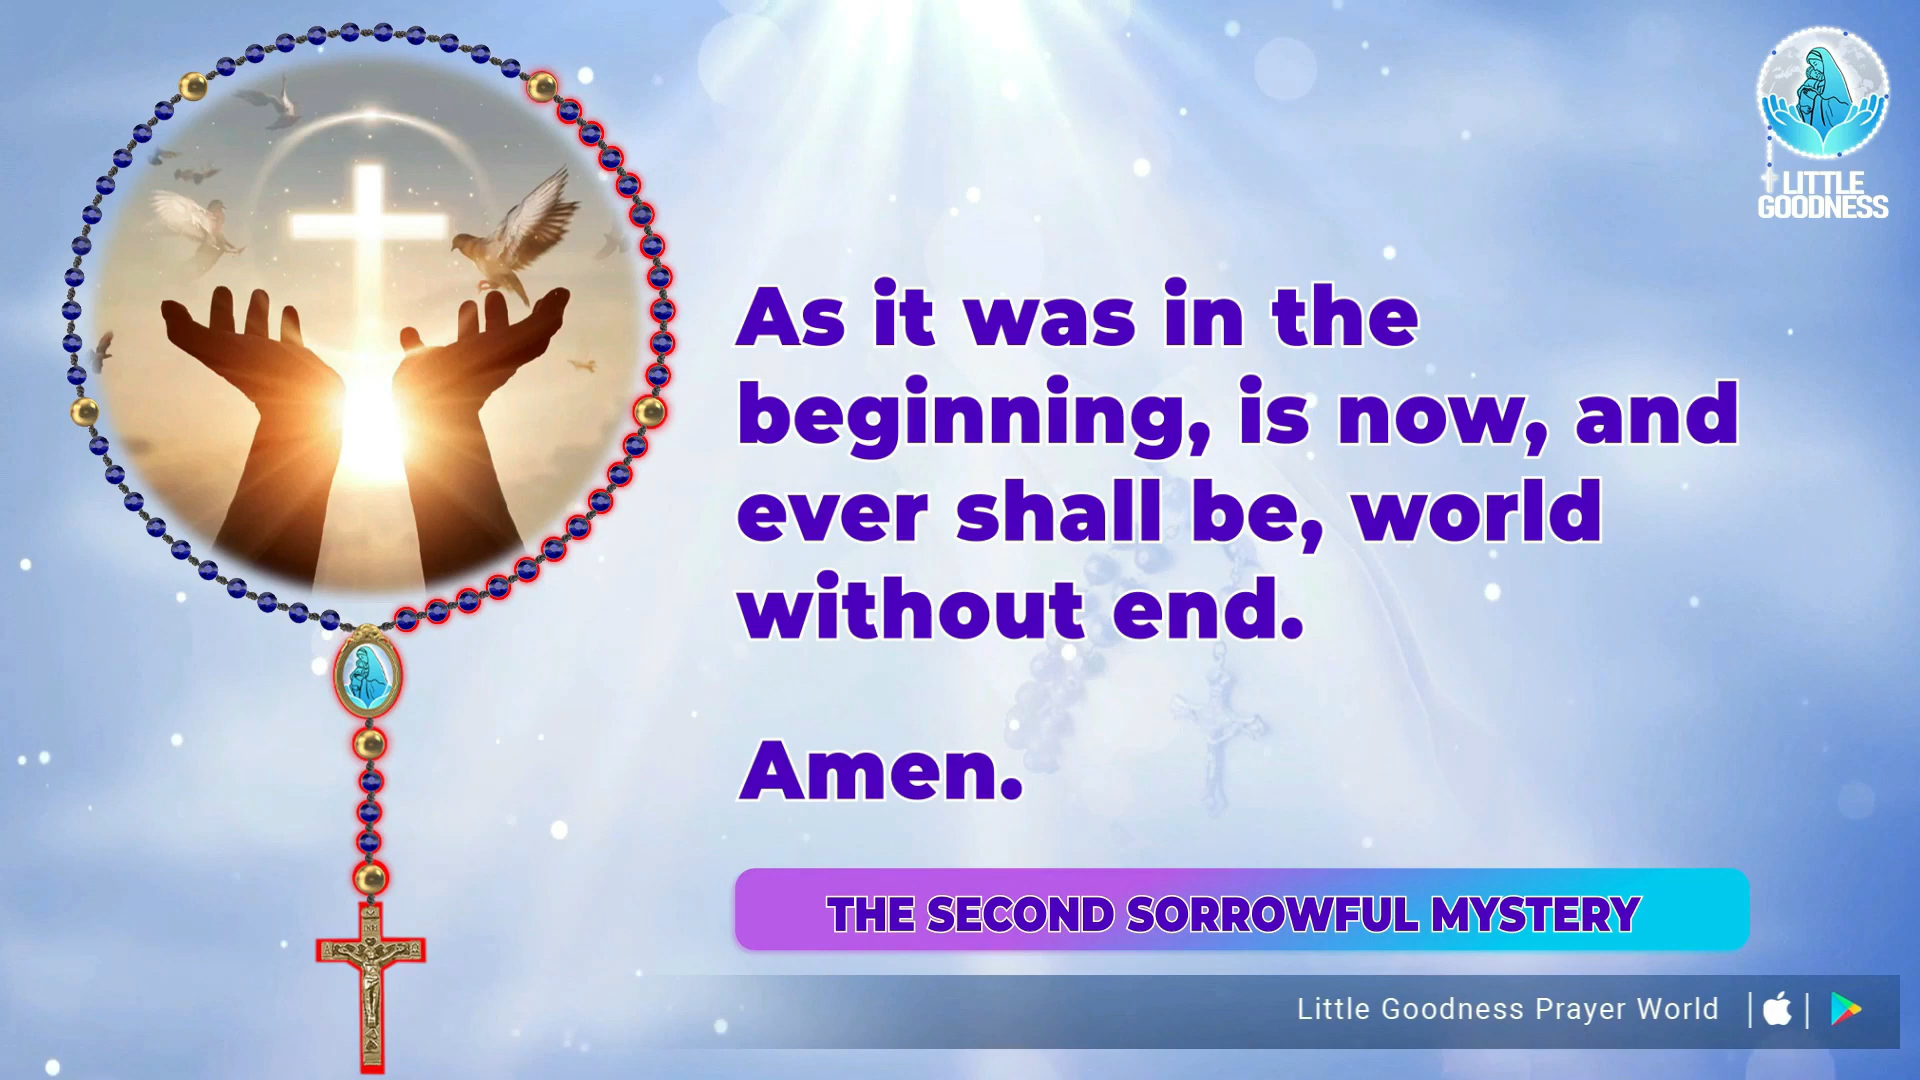 LITTLE
GOODNESS
As it was in the
beginning, is now, and
ever shall be, world
without end.
Amen.
THE SECOND SORROWFUL MYSTERY
Little Goodness Prayer World